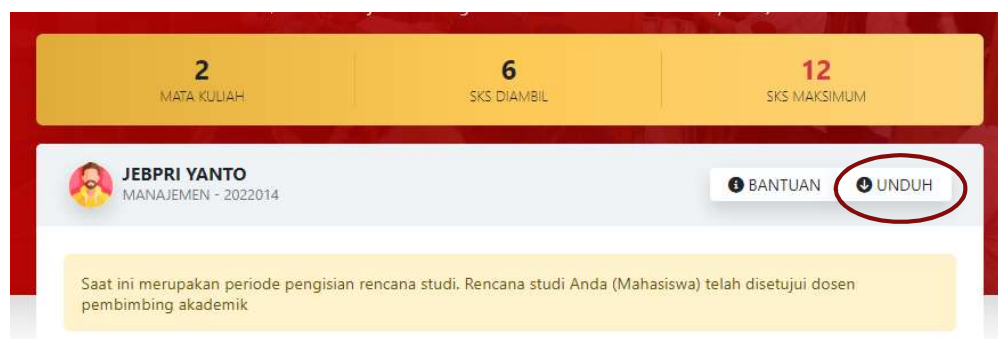 2
MATA KULIAH
6
SKS DIAMBIL
12
SKS MAKSIMUM
JEBPRI YANTO
MANAJEMEN - 2022014
BANTUAN
UNDUH
Saat ini merupakan periode pengisian rencana studi. Rencana studi Anda (Mahasiswa) telah disetujui dosen
pembimbing akademik